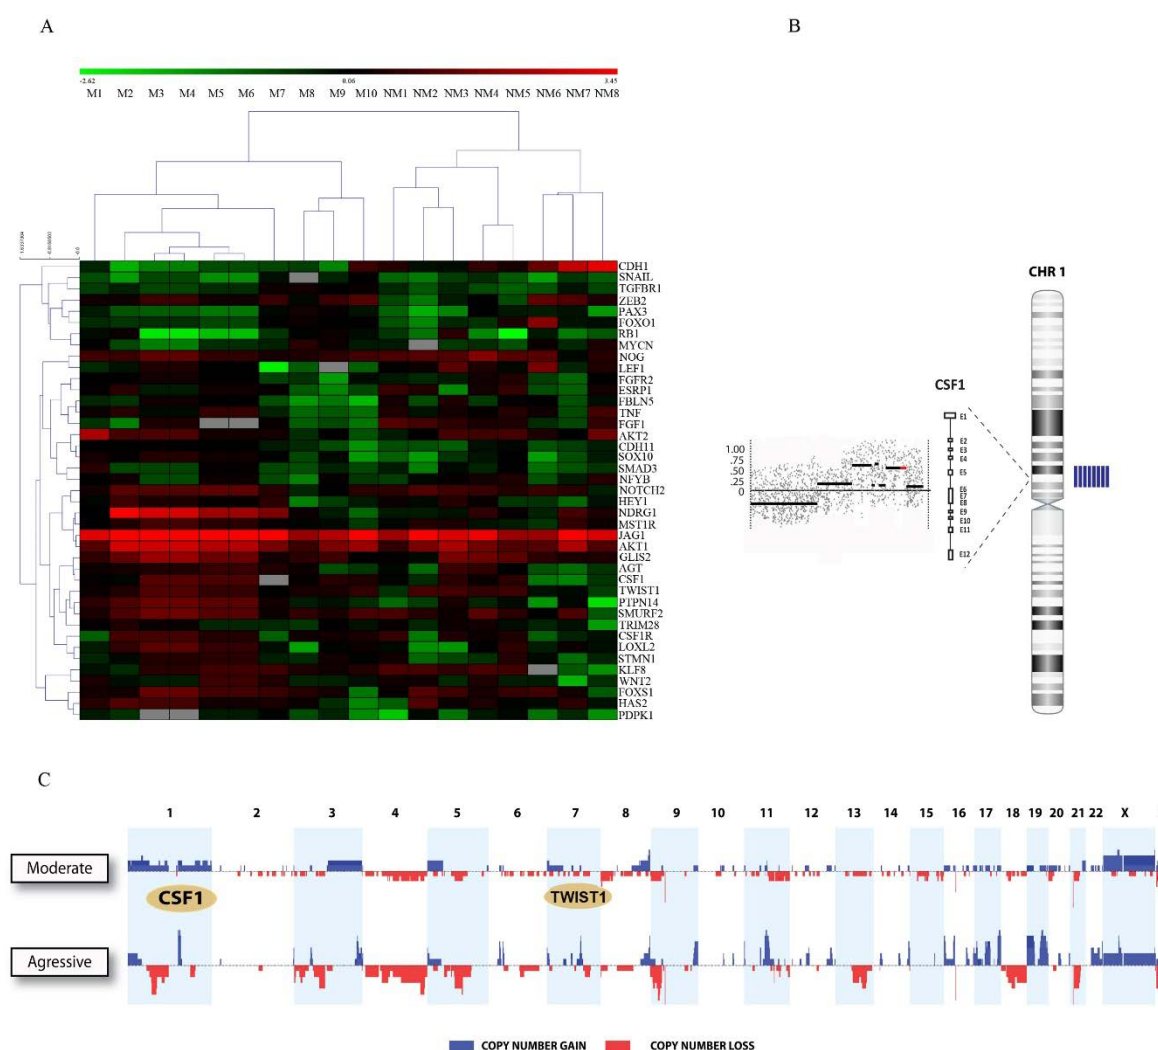 A
B
-2.62 0.06 3.45
M1 M2 M3 M4 M5 M6 M7 M8 M9 M10 NM1 NM2 NM3 NM4 NM5 NM6 NM7 NM8
CDH1
SNAIL
TGFBR1
ZEB2
PAX3
FOXO1
RB1
MYCN
NOG
LEF1
FGFR2
ESRP1
FBLN5
TNF
FGF1
AKT2
CDH11
SOX10
SMAD3
NFYB
NOTCH2
HEY1
NDRG1
MST1R
JAG1
AKT1
GLIS2
AGT
CSF1
TWIST1
PTPN14
SMURF2
TRIM28
CSF1R
LOXL2
STMN1
KLF8
WNT2
FOXS1
HAS2
PDPK1
1.00
.75
.50
.25
0
CSF1
E1
E2
E3
E4
E5
E6
E7
E8
E9
E10
E11
E12
CHR 1
C
1 2 3 4 5 6 7 8 9 10 11 12 13 14 15 16 17 18 19 20 21 22 X
Moderate
CSF1 TWIST1
Agressive
COPY NUMBER GAIN COPY NUMBER LOSS